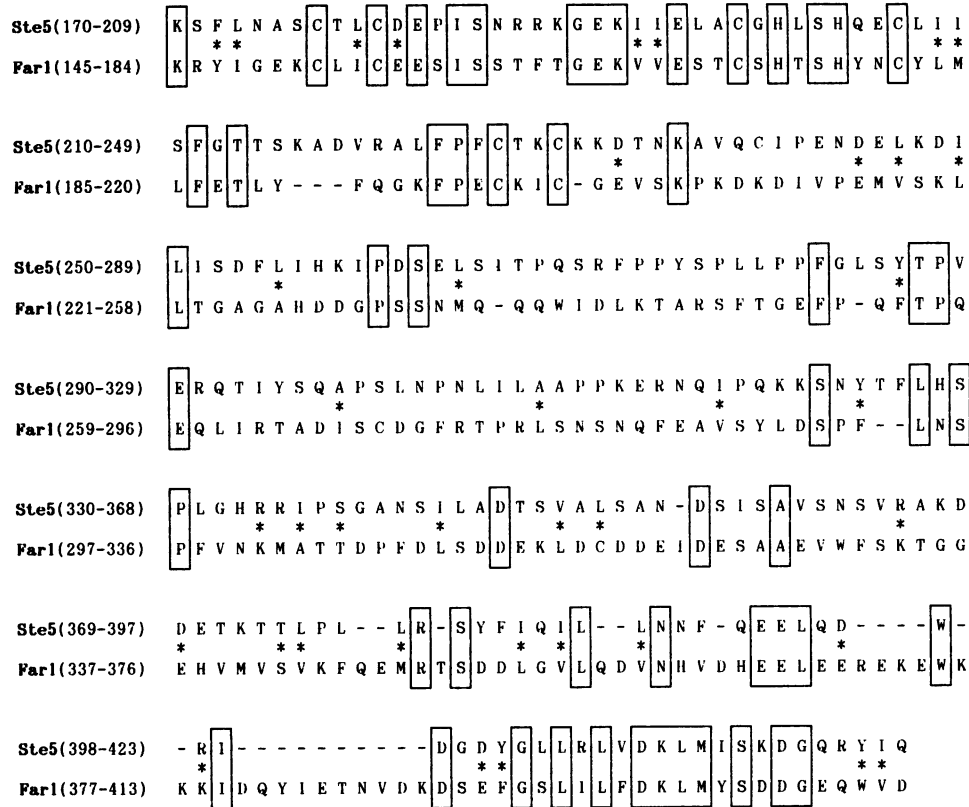 Ste5(170-209) K S F L N A S C T L C D E P I S N R R K G E K I I E L A C G H L S H Q E C L I I
* * * * * * * *
Far1(145-184) K R Y I G E K C L I C E E S I S S T F T G E K V V E S T C S H T S H Y N C Y L M
Ste5(210-249) S F G T T S K A D V R A L F P F C T K C K K D T N K A V Q C I P E N D E L K D I
* * * *
Far1(185-220) L F E T L Y - - - F Q G K F P E C K I C - G E V S K P K D K D I V P E M V S K L
Ste5(250-289) L I S D F L I H K I P D S E L S I T P Q S R F P P Y S P L L P P F G L S Y T P V
* * *
Far1(221-258) L T G A G A H D D G P S S N M Q - Q Q W I D L K T A R S F T G E F P - Q F T P Q
Ste5(290-329) E R Q T I Y S Q A P S L N P N L I L A A P P K E R N Q I P Q K K S N Y T F L H S
* * * *
Far1(259-296) E Q L I R T A D I S C D G F R T P R L S N S N Q F E A V S Y L D S P F - - L N S
Ste5(330-368) P L G H R R I P S G A N S I L A D T S V A L S A N - D S I S A V S N S V R A K D
* * * * * * *
Far1(297-336) P F V N K M A T T D P F D L S D D E K L D C D D E I D E S A A E V W F S K T G G
Ste5(369-397) D E T K T T L P L - - L R - S Y F I Q I L - - L N N F - Q E E L Q D - - - - W -
* * * * * * * *
Far1(337-376) E H V M V S V K F Q E M R T S D D L G V L Q D V N H V D H E E L E E R E K E W K
Ste5(398-423) - R I - - - - - - - - - - D G D Y G L L R L V D K L M I S K D G Q R Y I Q
* * * * *
Far1(377-413) K K I D Q Y I E T N V D K D S E F G S L I L F D K L M Y S D D G E Q W V D